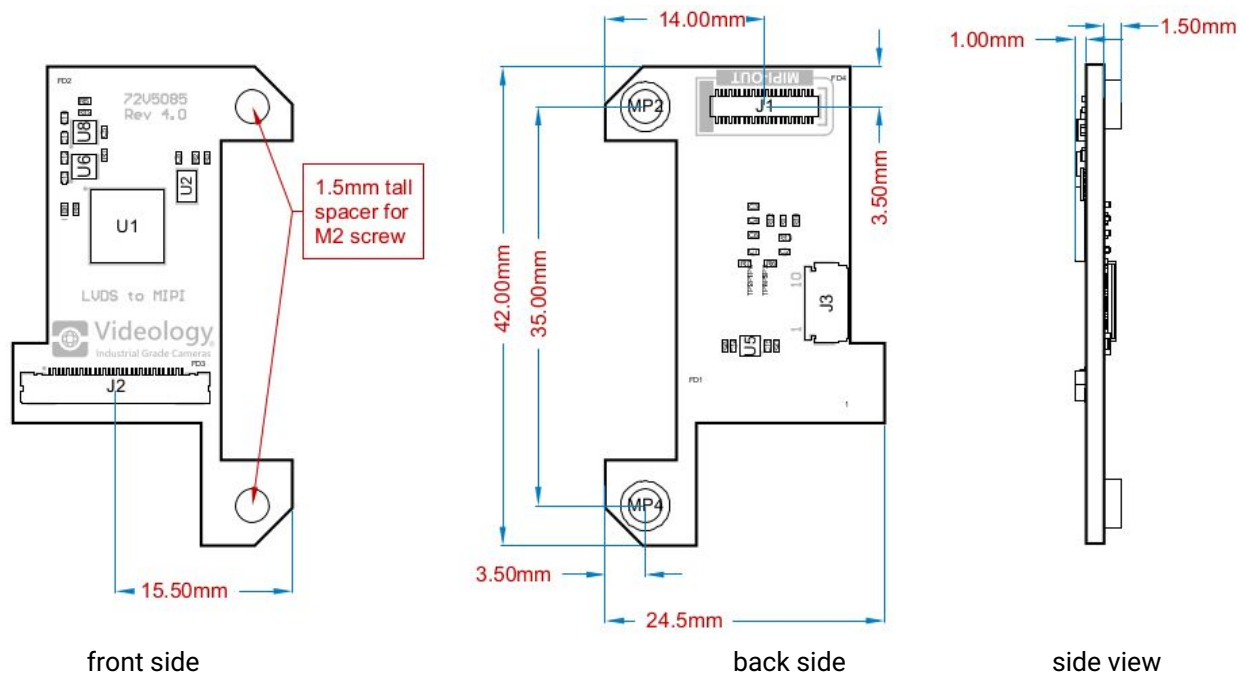 FD2
72V5085
Rev 4.0
U8
U6
U2
U1
LVDS to MIPI
Videology
Industrial Grade Cameras
FD3
J2
1.5mm tall
spacer for
M2 screw
15.50mm
front side
14.00mm
MIPI-OUT
FD4
MP2
J1
3.50mm
42.00mm
35.00mm
10
J3
1
U5
FD1
1
MP4
3.50mm
24.5mm
back side
1.00mm
1.50mm
side view